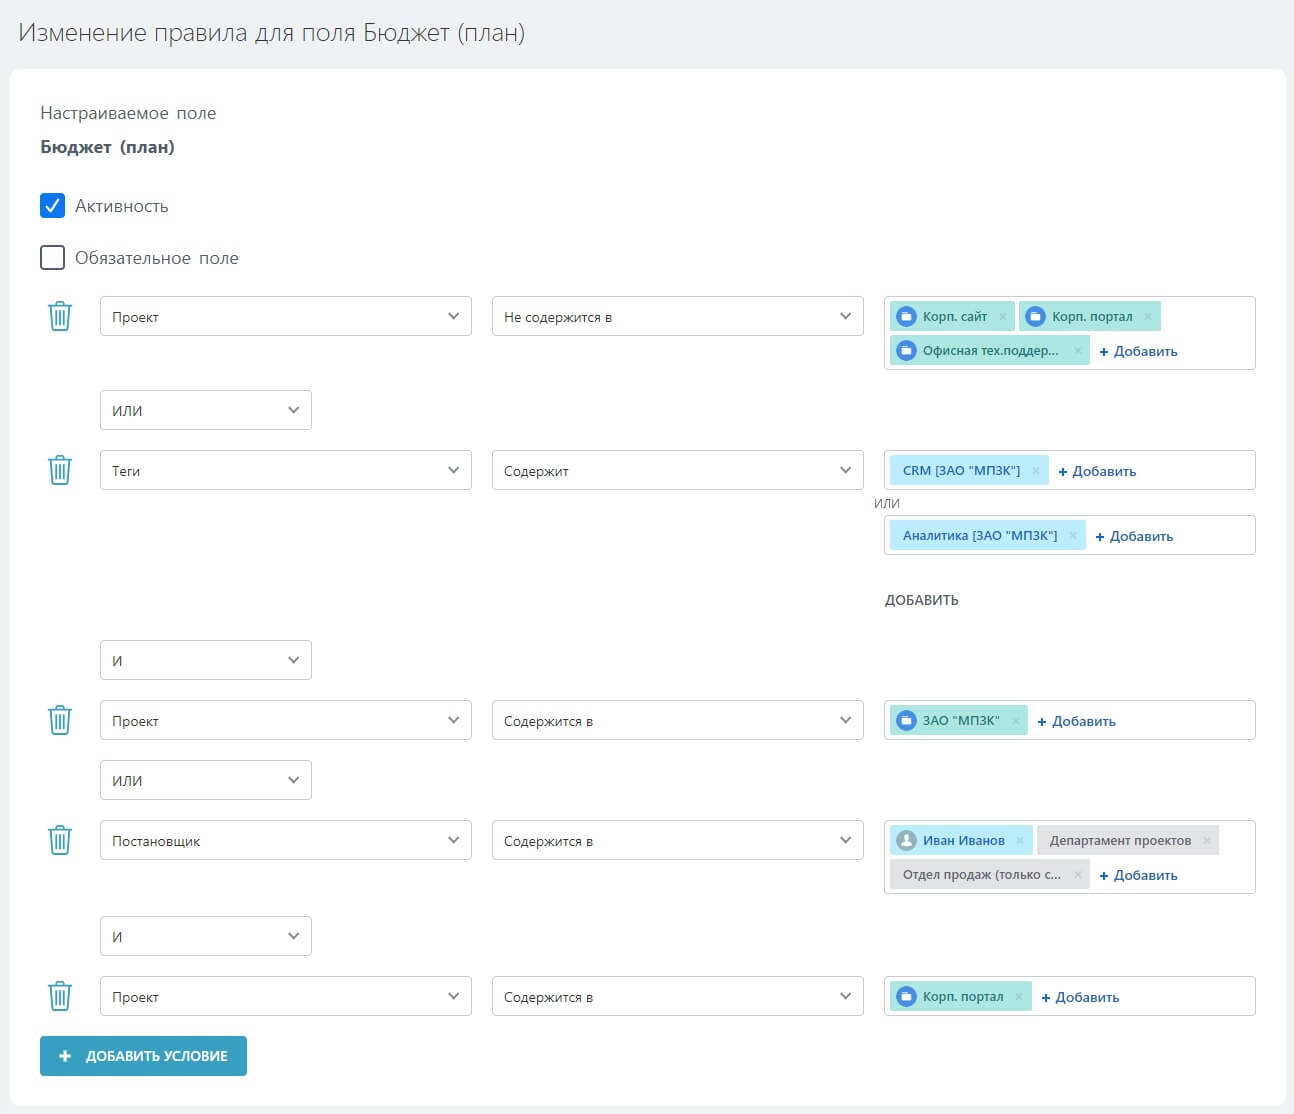 Изменение правила для поля Бюджет (план)
Настраиваемое поле
Бюджет (план)
Активность
Обязательное поле
Проект
Не содержится в
Корп. сайт × Корп. портал ×
Офисная тех.поддер... × + Добавить
ИЛИ
Теги
Содержит
CRM [ЗАО "МПЗК"] × + Добавить
ИЛИ
Аналитика [ЗАО "МПЗК"] × + Добавить
ДОБАВИТЬ
И
Проект
Содержится в
ЗАО "МПЗК" × + Добавить
ИЛИ
Постановщик
Содержится в
Иван Иванов × Департамент проектов ×
Отдел продаж (только с... × + Добавить
И
Проект
Содержится в
Корп. портал × + Добавить
+ ДОБАВИТЬ УСЛОВИЕ